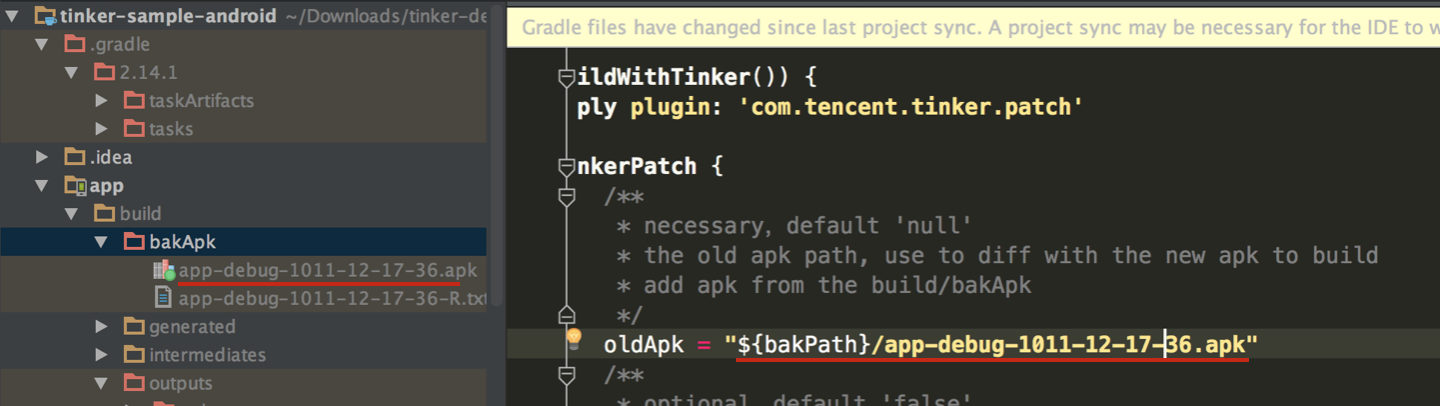 tinker-sample-android ~/Downloads/tinker-de
.gradle
2.14.1
taskArtifacts
tasks
.idea
app
build
bakApk
app-debug-1011-12-17-36.apk
app-debug-1011-12-17-36-R.txt
generated
intermediates
outputs
Gradle files have changed since last project sync. A project sync may be necessary for the IDE to w
ildWithTinker()) {
ply plugin: 'com.tencent.tinker.patch'
nkerPatch {
/**
* necessary, default 'null'
* the old apk path, use to diff with the new apk to build
* add apk from the build/bakApk
*/
oldApk = "${bakPath}/app-debug-1011-12-17-36.apk"
/**
* optional, default 'false'